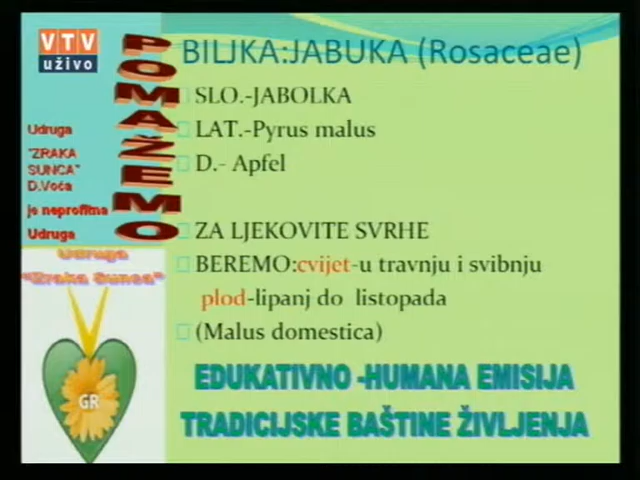 VTV
uživo
POMAŽEMO
Udruga
"ZRAKA
SUNCA"
D.Voća
je neprofitna
Udruga
Udruga
"Zraka Sunca"
GR
BILJKA:JABUKA (Rosaceae)
SLO.-JABOLKA
LAT.-Pyrus malus
D.- Apfel
ZA LJEKOVITE SVRHE
BEREMO:cvijet-u travnju i svibnju
plod-lipanj do listopada
(Malus domestica)
EDUKATIVNO -HUMANA EMISIJA
TRADICIJSKE BAŠTINE ŽIVLJENJA